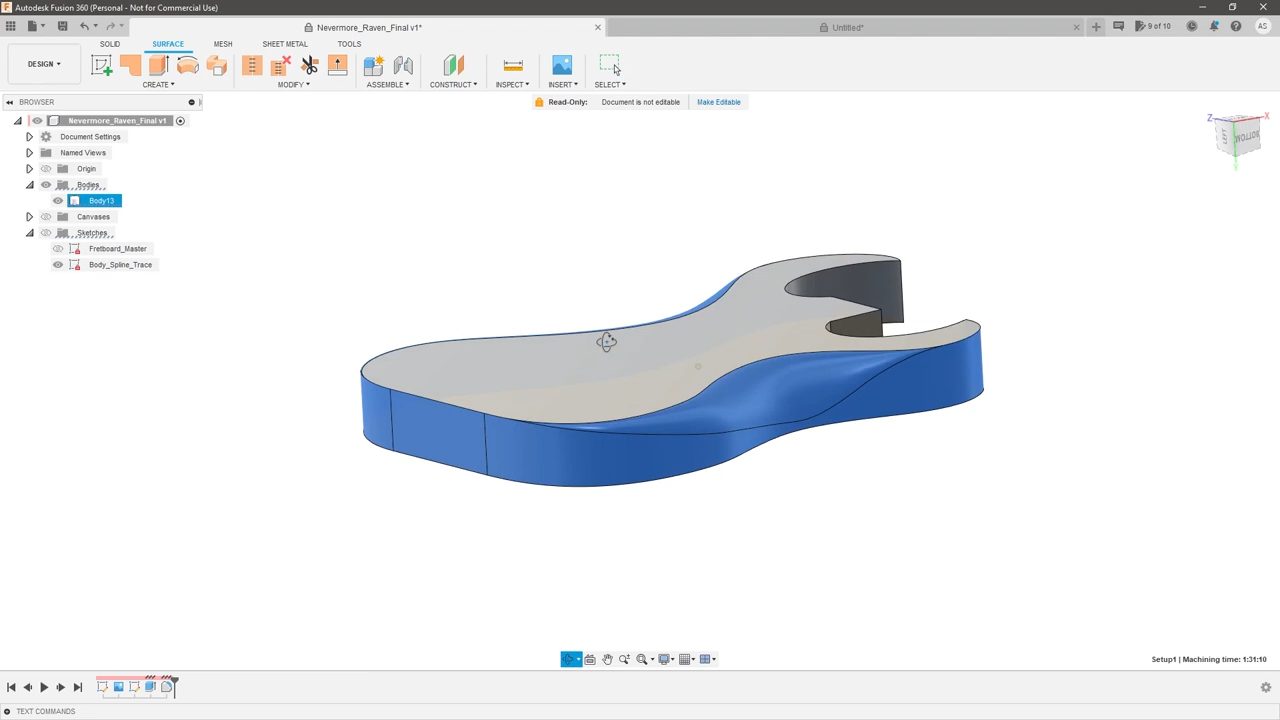 Autodesk Fusion 360 (Personal - Not for Commercial Use)
Nevermore_Raven_Final v1*
Untitled*
9 of 10
AS
DESIGN
SOLID
SURFACE
MESH
SHEET METAL
TOOLS
CREATE
MODIFY
ASSEMBLE
CONSTRUCT
INSPECT
INSERT
SELECT
BROWSER
Read-Only:
Document is not editable
Make Editable
Nevermore_Raven_Final v1
Document Settings
Named Views
Origin
Bodies
Body13
Canvases
Sketches
Fretboard_Master
Body_Spline_Trace
Z
X
LEFT
BOTTOM
Setup1 | Machining time: 1:31:10
TEXT COMMANDS